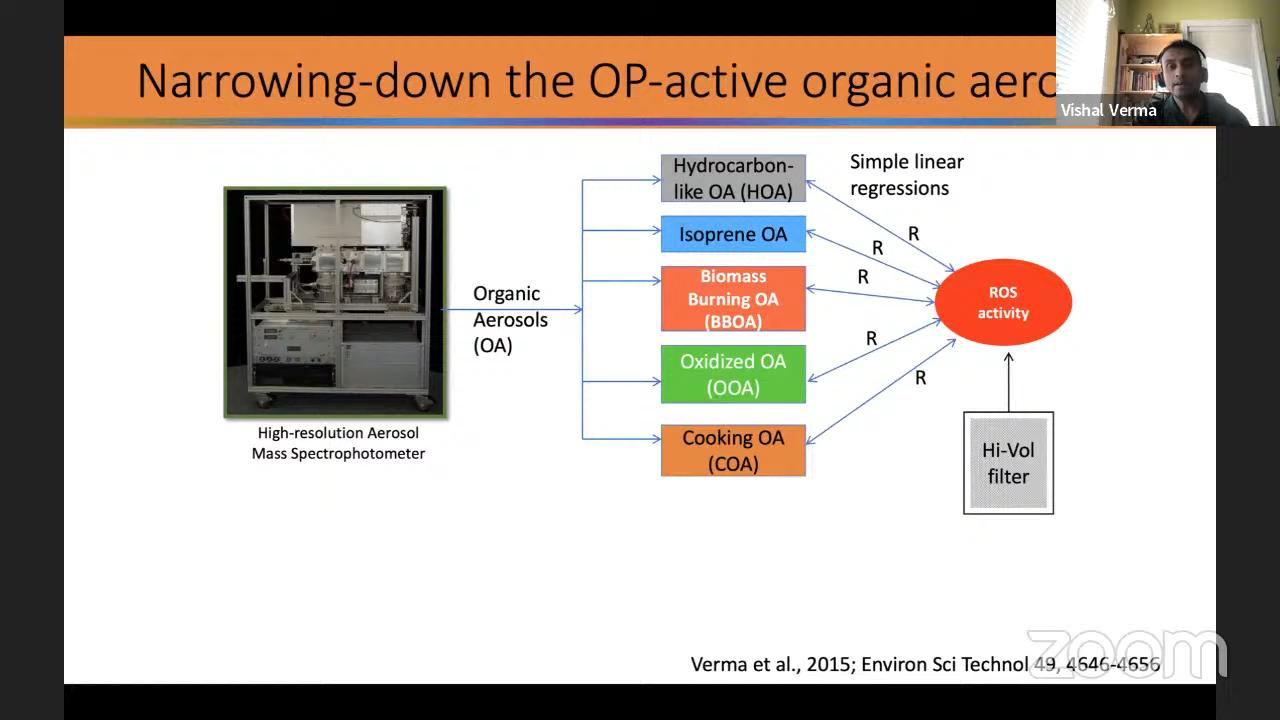 Narrowing-down the OP-active organic aero
Vishal Verma
Hydrocarbon-
like OA (HOA)
Simple linear
regressions
Isoprene OA
R
R
R
Biomass
Burning OA
(BBOA)
ROS
activity
Organic
Aerosols
(OA)
R
Oxidized OA
(OOA)
R
Cooking OA
(COA)
High-resolution Aerosol
Mass Spectrophotometer
Hi-Vol
filter
Verma et al., 2015; Environ Sci Technol 49, 4646-4656
zoom